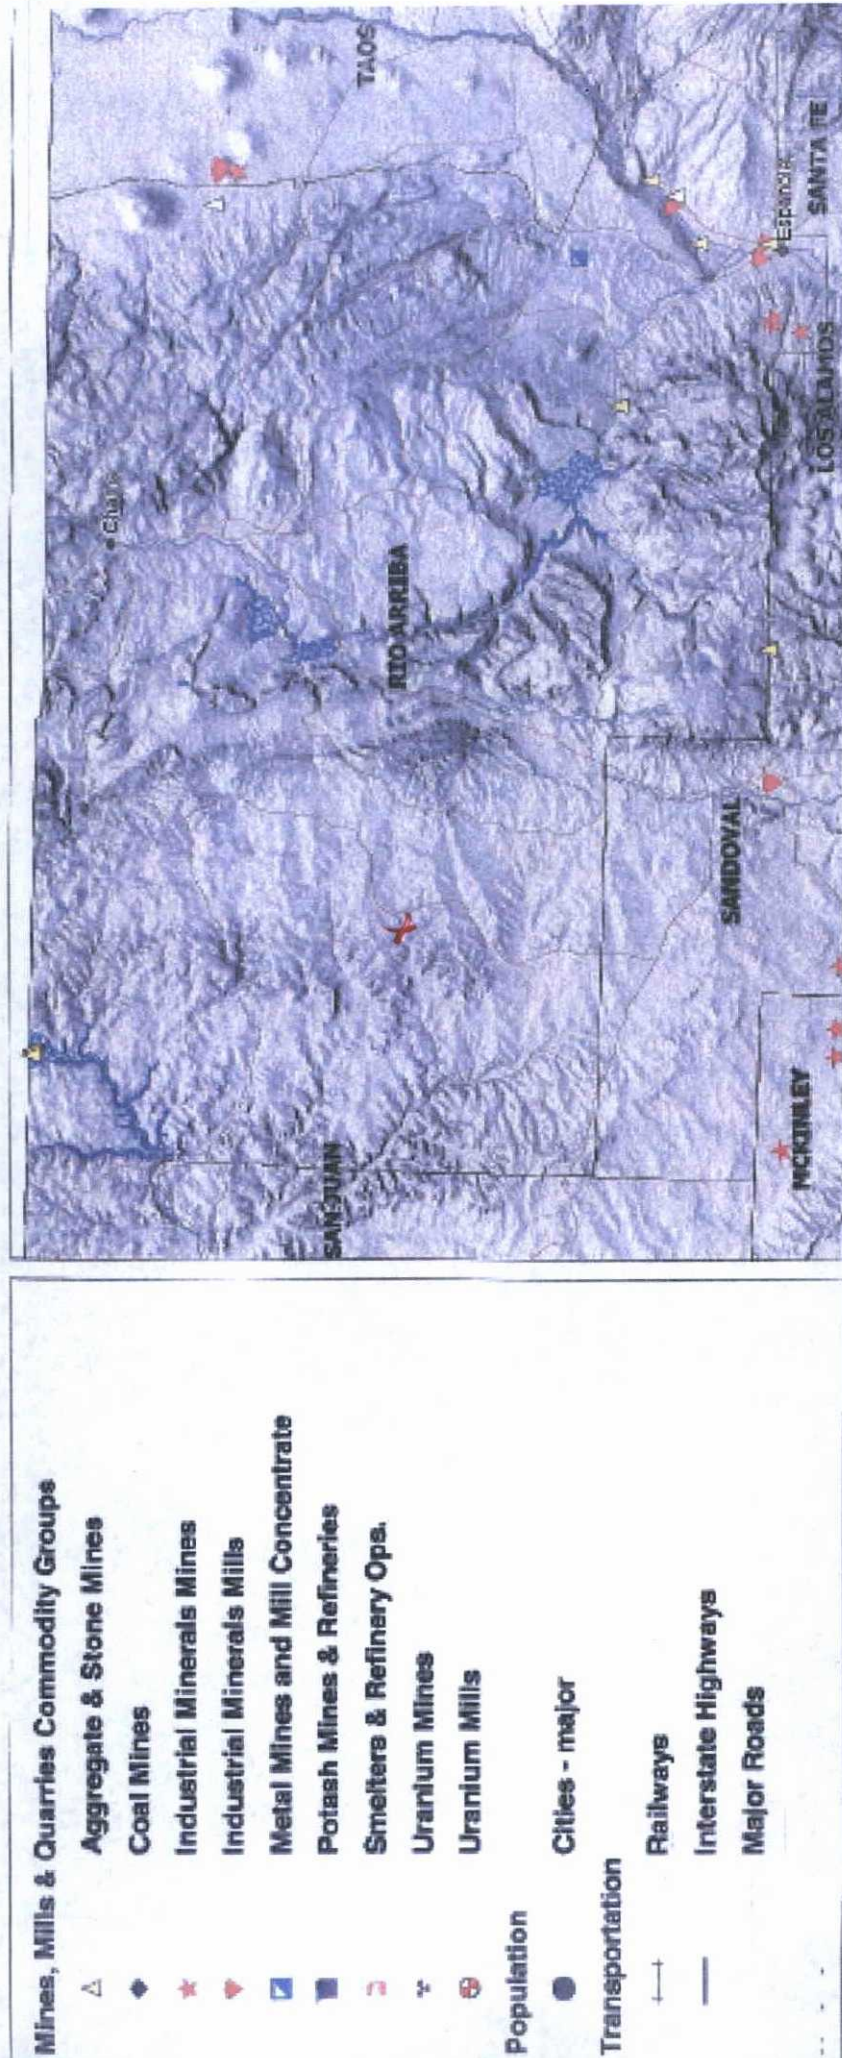 Mines, Mills & Quarries Commodity Groups
Aggregate & Stone Mines
Coal Mines
Industrial Minerals Mines
Industrial Minerals Mills
Metal Mines and Mill Concentrate
Potash Mines & Refineries
Smelters & Refinery Ops.
Uranium Mines
Uranium Mills
Population
Cities - major
Transportation
Railways
Interstate Highways
Major Roads
SAN JUAN
MCKINLEY
SANDOVAL
RIO ARRIBA
TAOS
LOS ALAMOS
Espanola
SANTA FE